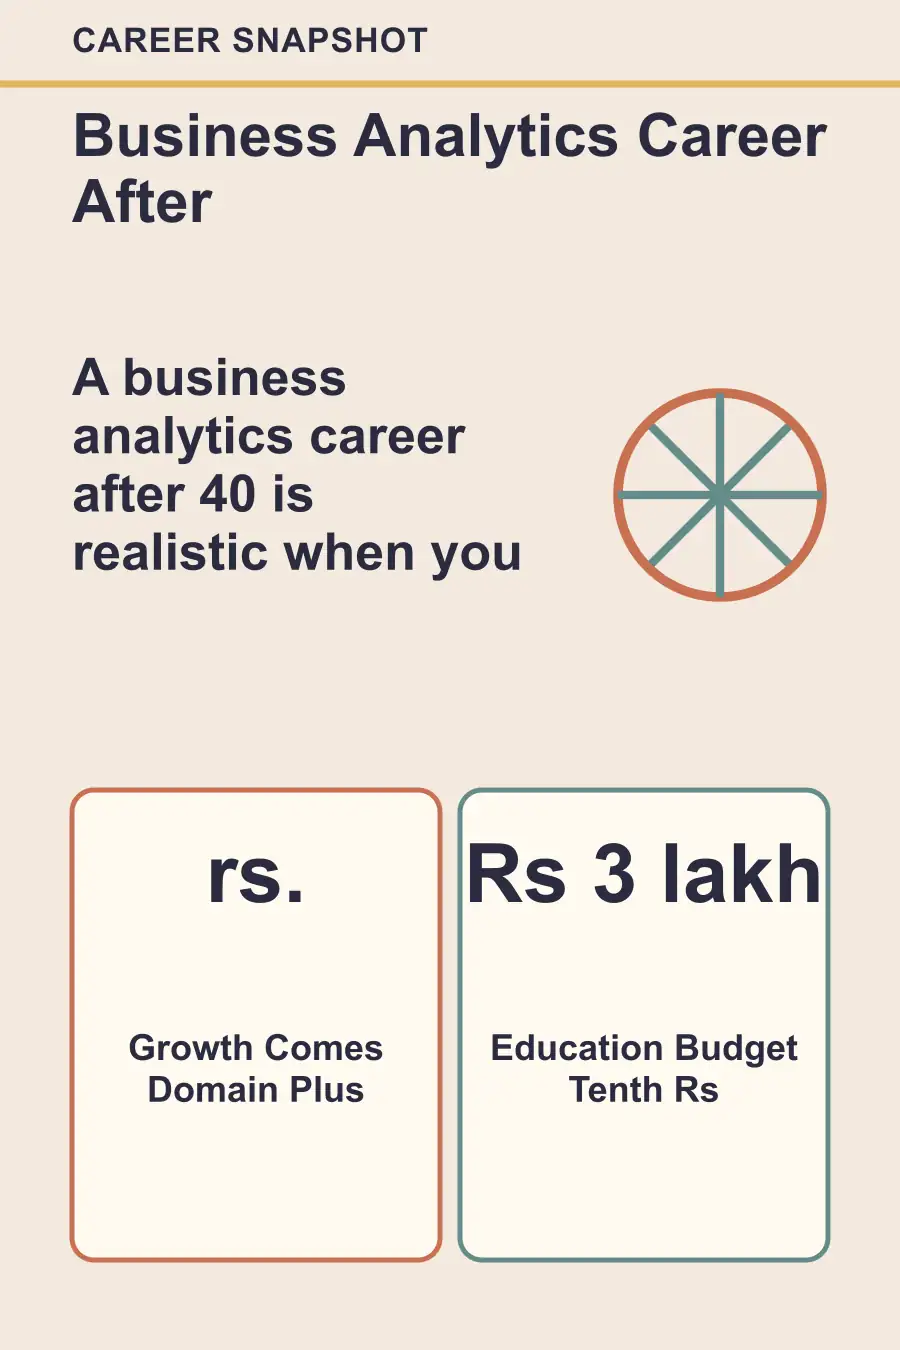 CAREER SNAPSHOT
Business Analytics Career
After
A business
analytics career
after 40 is
realistic when you
rs.
Growth Comes
Domain Plus
Rs 3 lakh
Education Budget
Tenth Rs